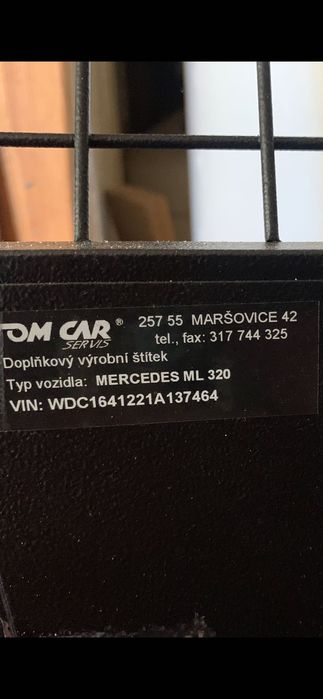 OM CAR® 257 55 MARŠOVICE 42
SERVIS tel., fax: 317 744 325
Doplňkový výrobní štítek
Typ vozidla: MERCEDES ML 320
VIN: WDC1641221A137464